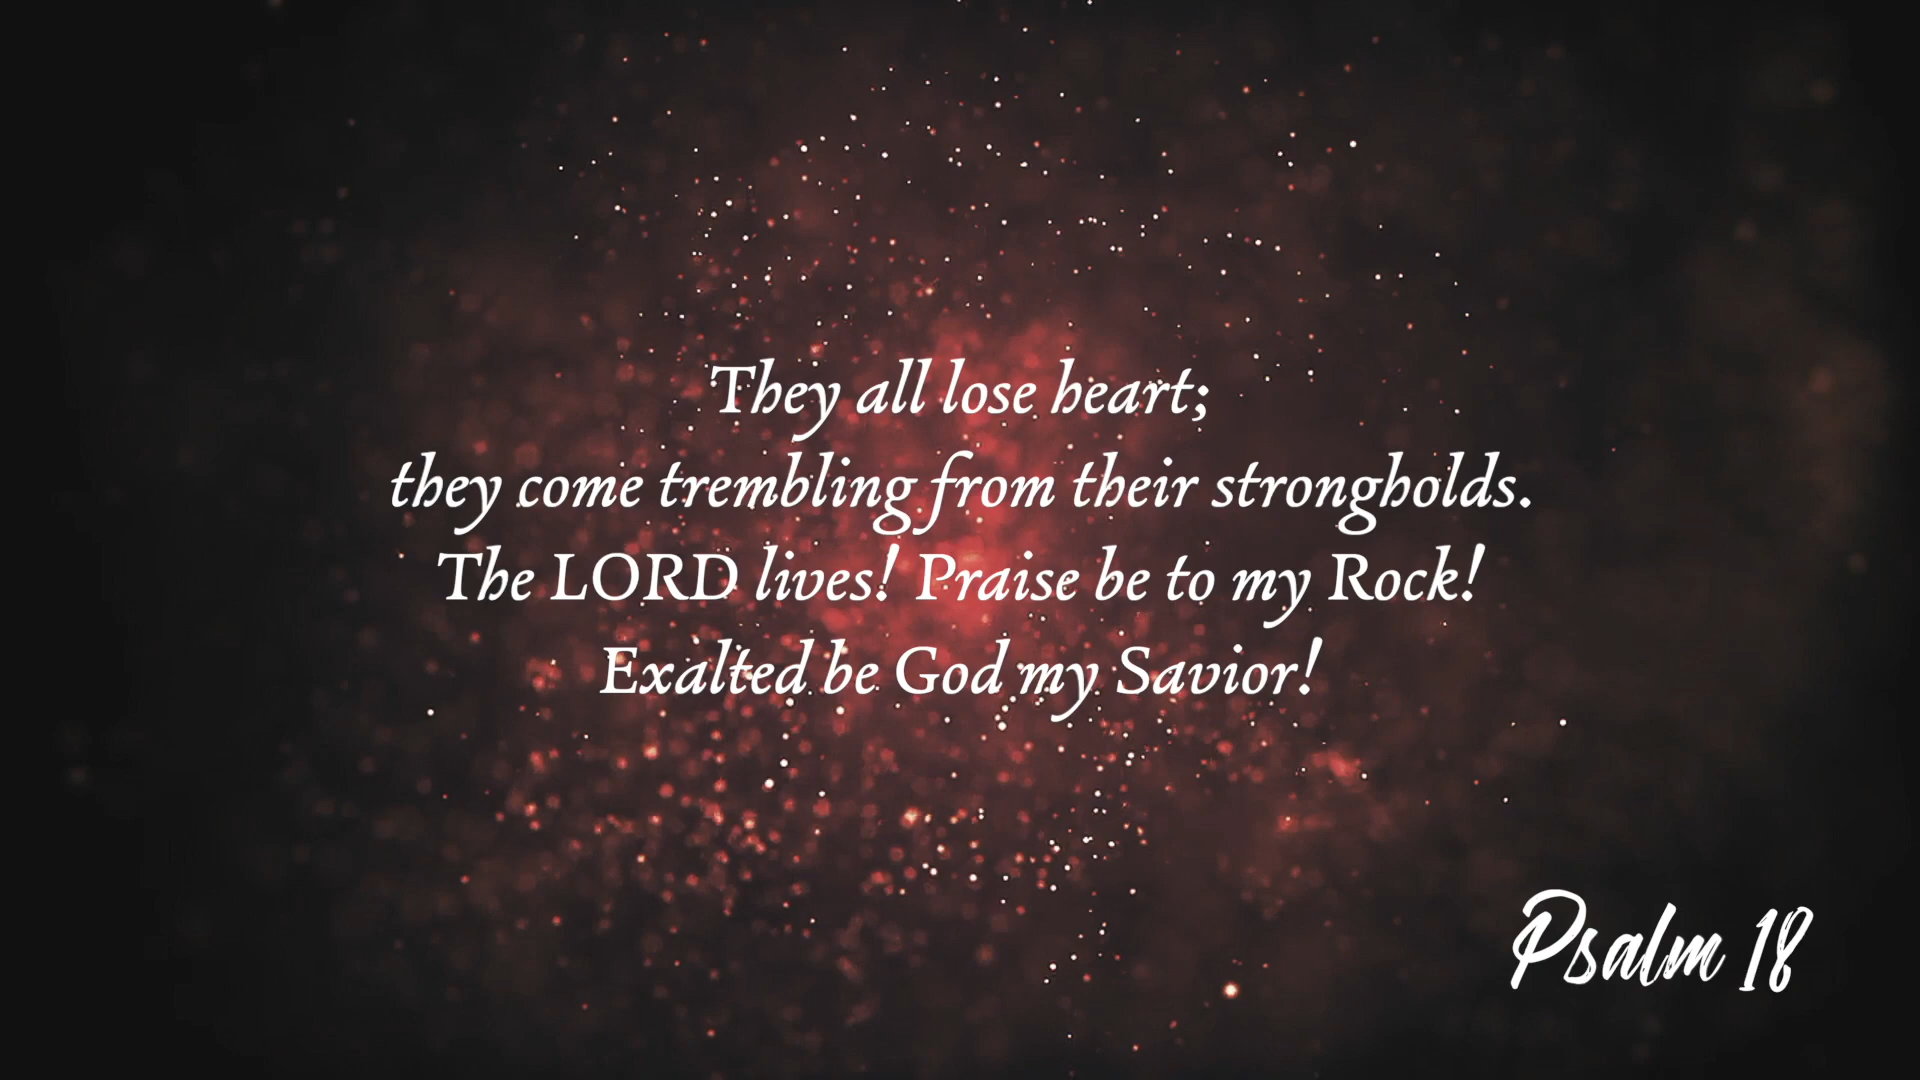 They all lose heart;
they come trembling from their strongholds.
The LORD lives! Praise be to my Rock!
Exalted be God my Savior!
Psalm 18